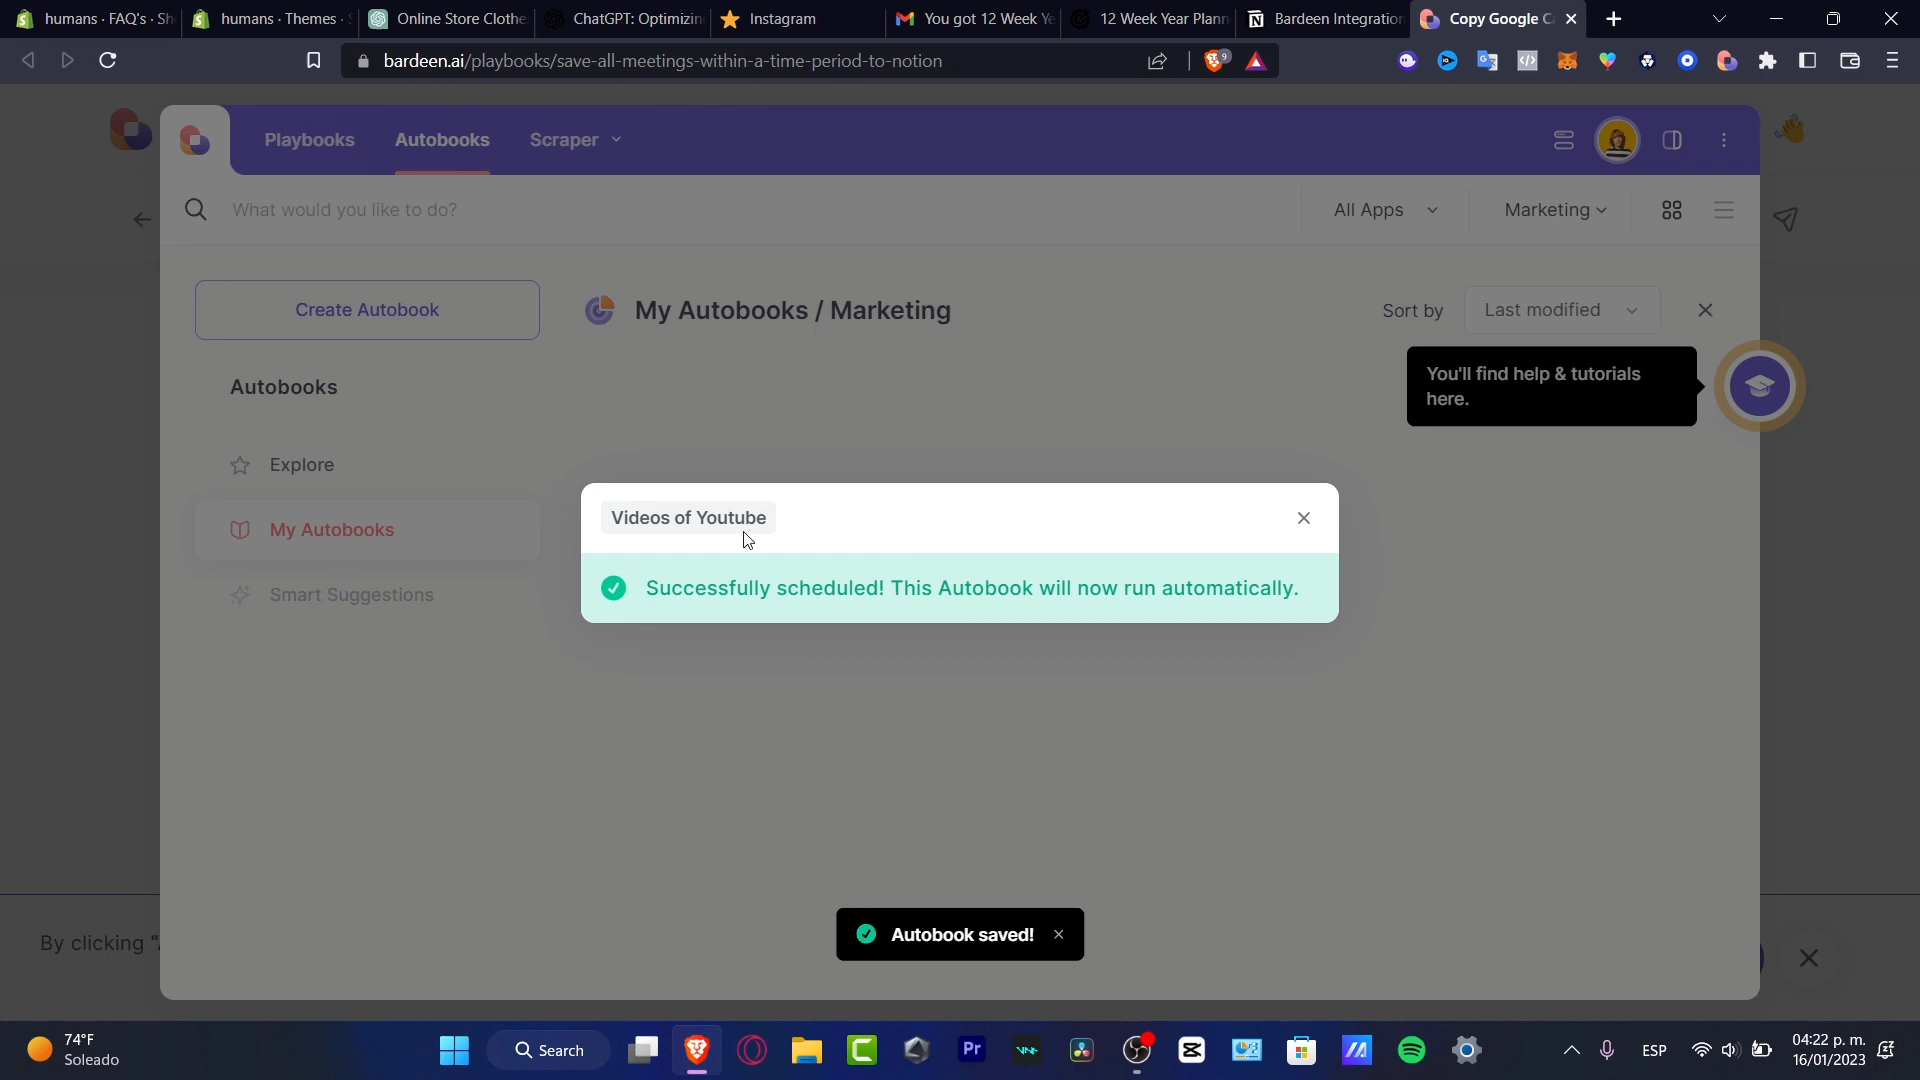 humans · FAQ's · Sh
humans · Themes · S
Online Store Clothe
ChatGPT: Optimizin
Instagram
You got 12 Week Ye
12 Week Year Plann
Bardeen Integration
Copy Google C
bardeen.ai/playbooks/save-all-meetings-within-a-time-period-to-notion
9
Playbooks
Autobooks
Scraper
What would you like to do?
All Apps
Marketing
Create Autobook
My Autobooks / Marketing
Sort by
Last modified
You'll find help & tutorials
here.
Autobooks
Explore
My Autobooks
Smart Suggestions
Videos of Youtube
Successfully scheduled! This Autobook will now run automatically.
Autobook saved!
By clicking “
74°F
Soleado
Search
Pr
ESP
04:22 p. m.
16/01/2023